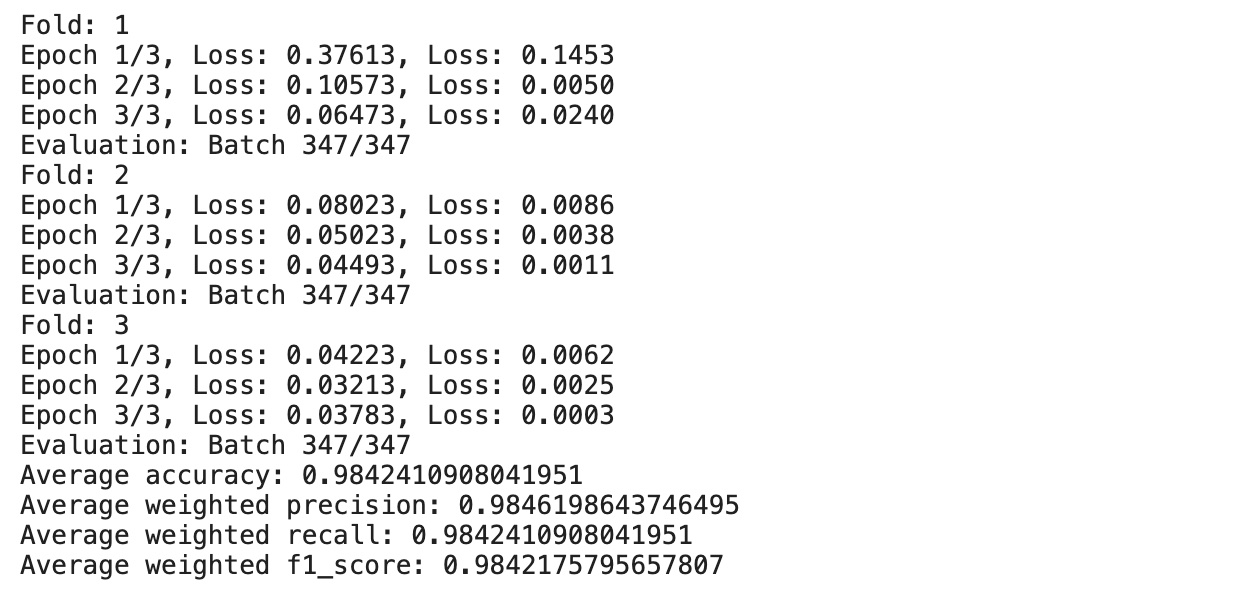 Fold: 1
Epoch 1/3, Loss: 0.37613, Loss: 0.1453
Epoch 2/3, Loss: 0.10573, Loss: 0.0050
Epoch 3/3, Loss: 0.06473, Loss: 0.0240
Evaluation: Batch 347/347
Fold: 2
Epoch 1/3, Loss: 0.08023, Loss: 0.0086
Epoch 2/3, Loss: 0.05023, Loss: 0.0038
Epoch 3/3, Loss: 0.04493, Loss: 0.0011
Evaluation: Batch 347/347
Fold: 3
Epoch 1/3, Loss: 0.04223, Loss: 0.0062
Epoch 2/3, Loss: 0.03213, Loss: 0.0025
Epoch 3/3, Loss: 0.03783, Loss: 0.0003
Evaluation: Batch 347/347
Average accuracy: 0.9842410908041951
Average weighted precision: 0.9846198643746495
Average weighted recall: 0.9842410908041951
Average weighted f1_score: 0.9842175795657807